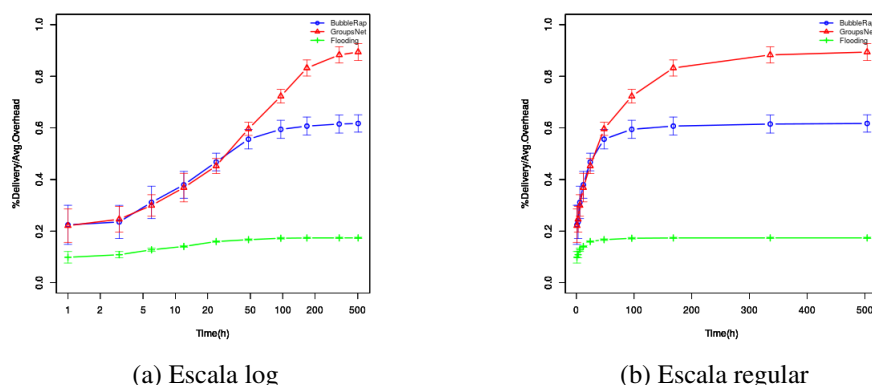 BubbleRap
GroupsNet
Flooding
%Delivery/Avg.Overhead
0.0 0.2 0.4 0.6 0.8 1.0
1 2 5 10 20 50 100 200 500
Time(h)
(a) Escala log
BubbleRap
GroupsNet
Flooding
%Delivery/Avg.Overhead
0.0 0.2 0.4 0.6 0.8 1.0
0 100 200 300 400 500
Time(h)
(b) Escala regular